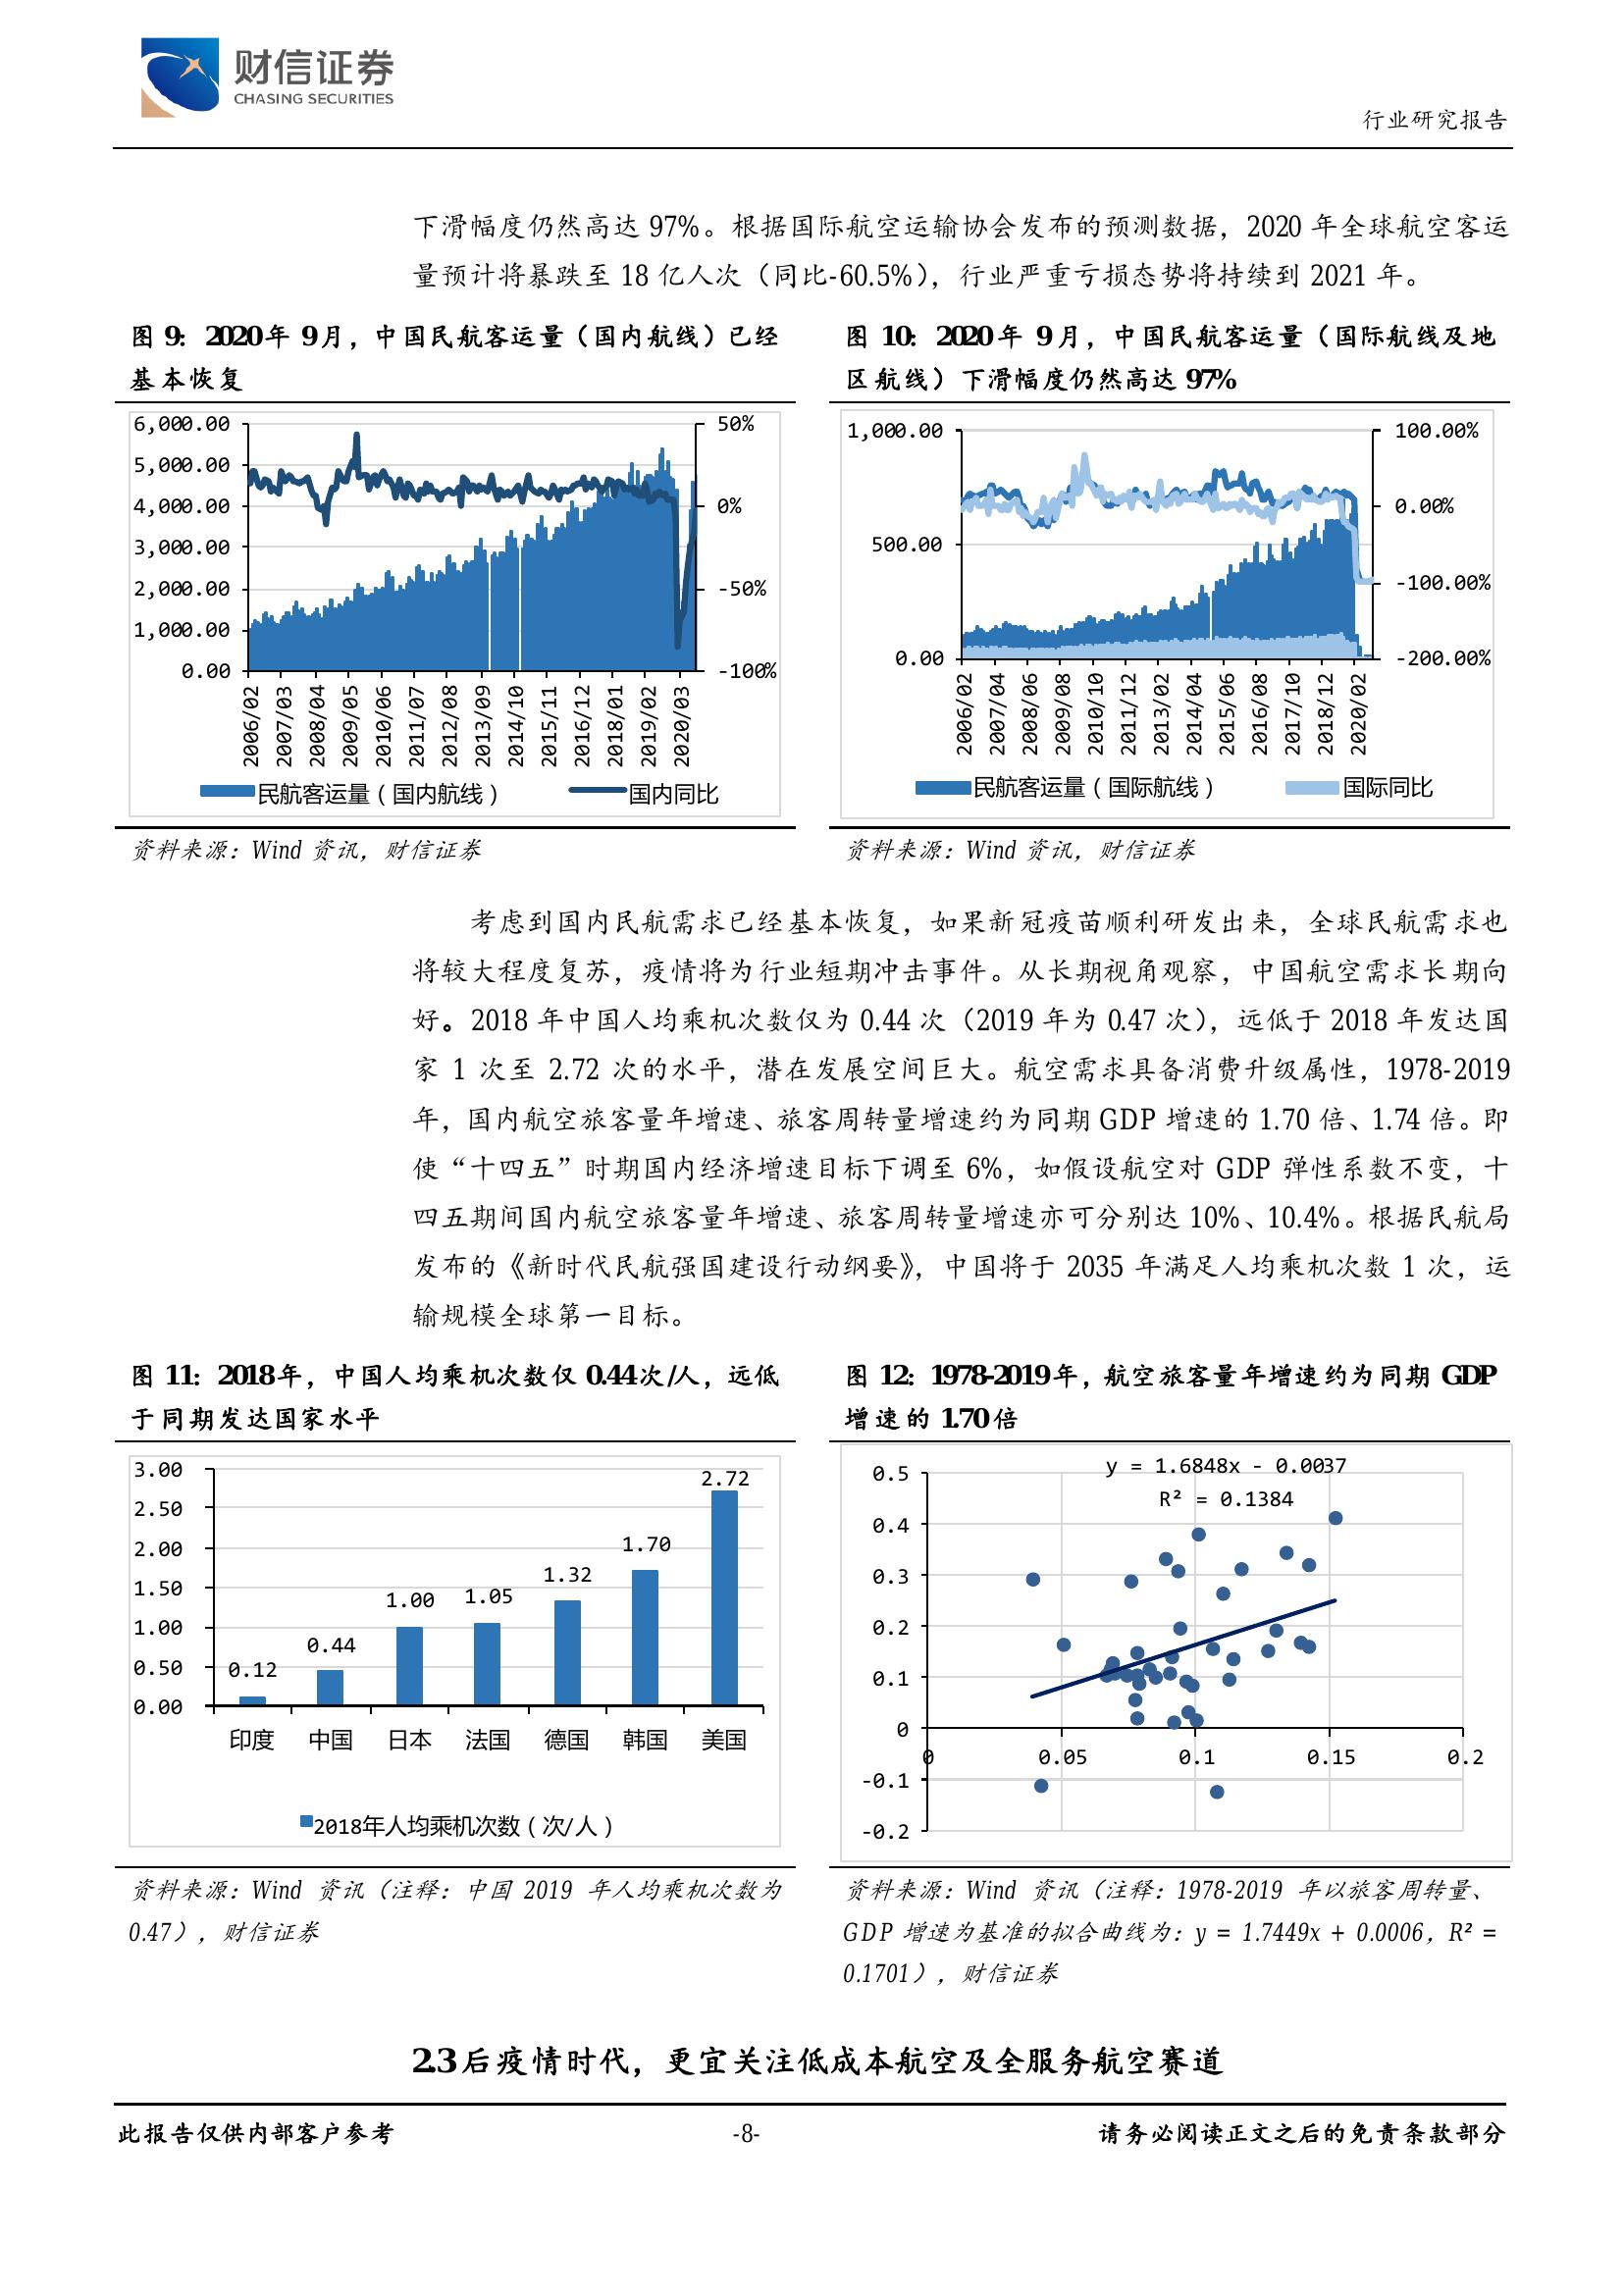 财信证券
CHASING SECURITIES
行业研究报告
下滑幅度仍然高达 97%。根据国际航空运输协会发布的预测数据，2020 年全球航空客运
量预计将暴跌至 18 亿人次（同比-60.5%），行业严重亏损态势将持续到 2021 年。
图 9：2020 年 9 月，中国民航客运量（国内航线）已经
基本恢复
6,000.00
5,000.00
4,000.00
3,000.00
2,000.00
1,000.00
0.00
50%
0%
-50%
-100%
2006/02
2007/03
2008/04
2009/05
2010/06
2011/07
2012/08
2013/09
2014/10
2015/11
2016/12
2018/01
2019/02
2020/03
民航客运量（国内航线）
国内同比
资料来源：Wind 资讯，财信证券
图 10：2020 年 9 月，中国民航客运量（国际航线及地
区航线）下滑幅度仍然高达 97%
1,000.00
500.00
0.00
100.00%
0.00%
-100.00%
-200.00%
2006/02
2007/04
2008/06
2009/08
2010/10
2011/12
2013/02
2014/04
2015/06
2016/08
2017/10
2018/12
2020/02
民航客运量（国际航线）
国际同比
资料来源：Wind 资讯，财信证券
考虑到国内民航需求已经基本恢复，如果新冠疫苗顺利研发出来，全球民航需求也
将较大程度复苏，疫情将为行业短期冲击事件。从长期视角观察，中国航空需求长期向
好。2018 年中国人均乘机次数仅为 0.44 次（2019 年为 0.47 次），远低于 2018 年发达国
家 1 次至 2.72 次的水平，潜在发展空间巨大。航空需求具备消费升级属性，1978-2019
年，国内航空旅客量年增速、旅客周转量增速约为同期 GDP 增速的 1.70 倍、1.74 倍。即
使“十四五”时期国内经济增速目标下调至 6%，如假设航空对 GDP 弹性系数不变，十
四五期间国内航空旅客量年增速、旅客周转量增速亦可分别达 10%、10.4%。根据民航局
发布的《新时代民航强国建设行动纲要》，中国将于 2035 年满足人均乘机次数 1 次，运
输规模全球第一目标。
图 11：2018 年，中国人均乘机次数仅 0.44 次/人，远低
于同期发达国家水平
3.00
2.50
2.00
1.50
1.00
0.50
0.00
0.12
0.44
1.00
1.05
1.32
1.70
2.72
印度
中国
日本
法国
德国
韩国
美国
2018年人均乘机次数（次/人）
资料来源：Wind 资讯（注释：中国 2019 年人均乘机次数为
0.47），财信证券
图 12：1978-2019 年，航空旅客量年增速约为同期 GDP
增速的 1.70 倍
y = 1.6848x - 0.0037
R² = 0.1384
0.5
0.4
0.3
0.2
0.1
0
-0.1
-0.2
0
0.05
0.1
0.15
0.2
资料来源：Wind 资讯（注释：1978-2019 年以旅客周转量、
GDP 增速为基准的拟合曲线为：y = 1.7449x + 0.0006，R² =
0.1701），财信证券
2.3 后疫情时代，更宜关注低成本航空及全服务航空赛道
此报告仅供内部客户参考
-8-
请务必阅读正文之后的免责条款部分